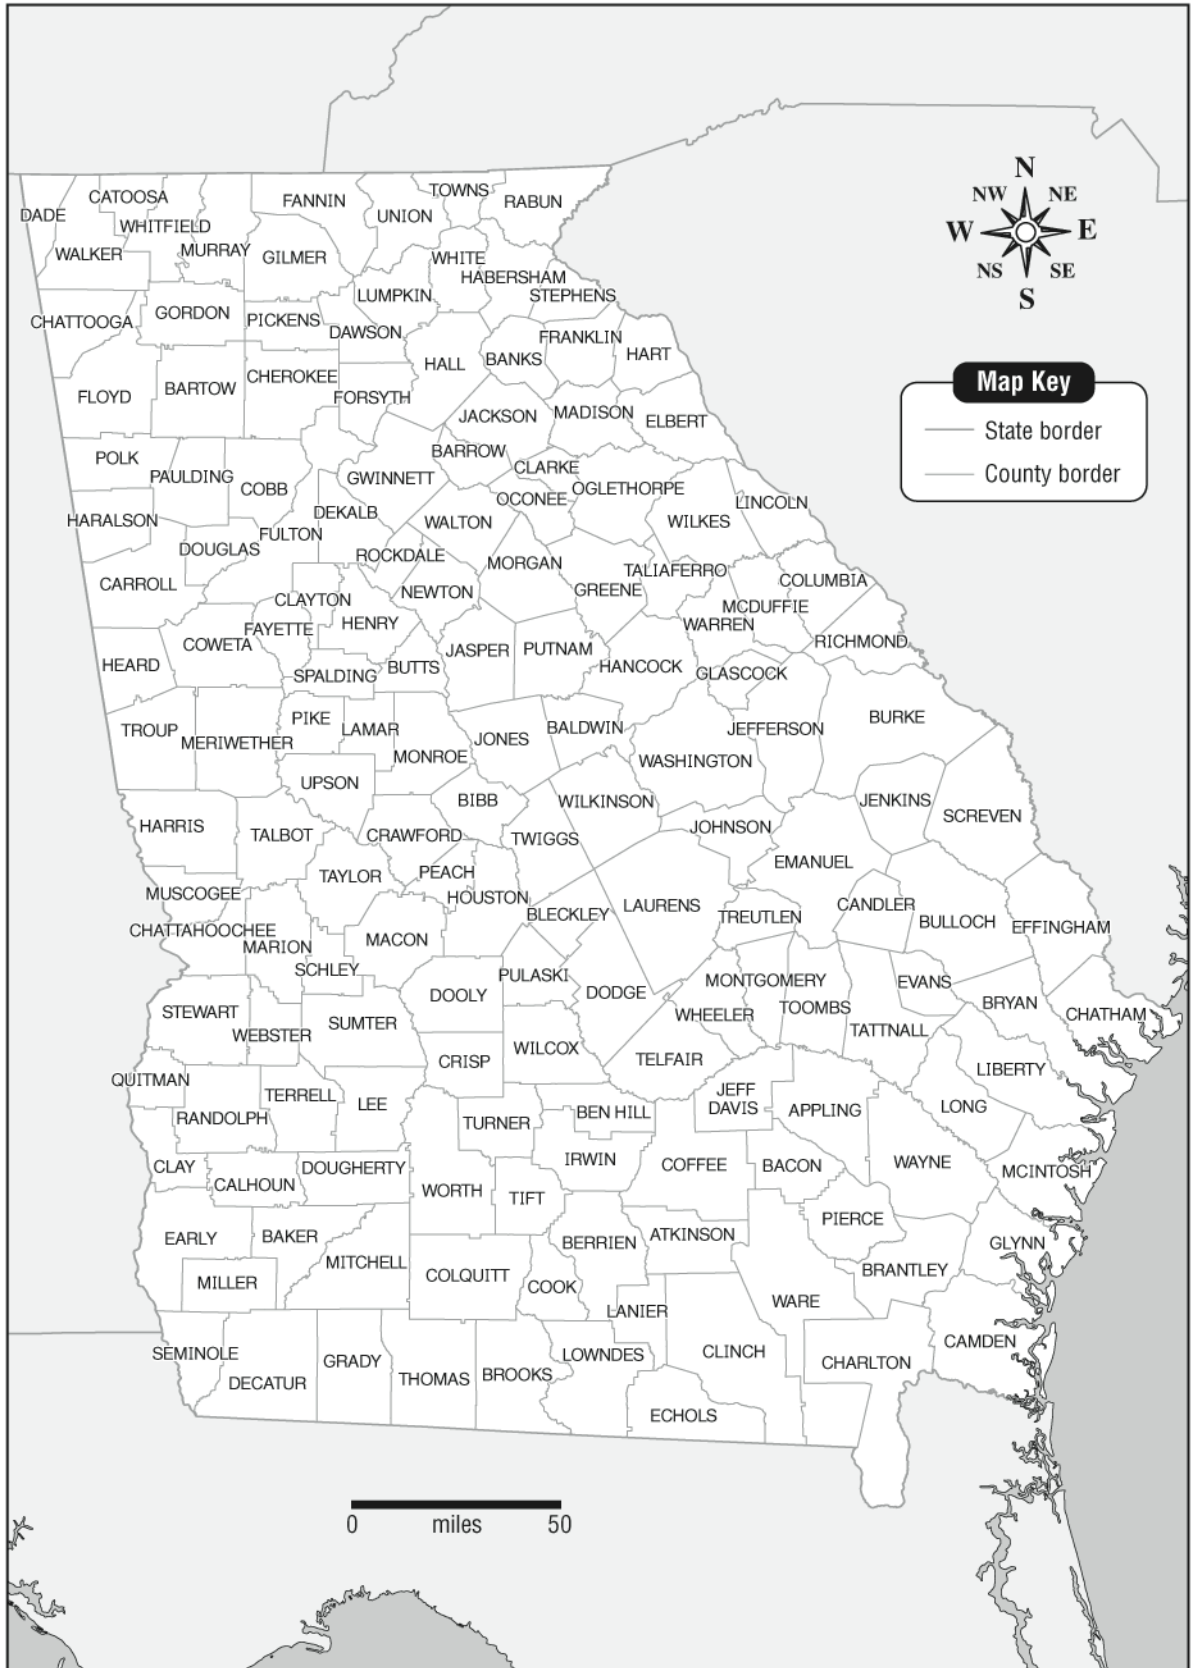 N
NW NE
W E
NS SE
S
Map Key
State border
County border
CATOOSA
FANNIN
TOWNS
RABUN
DADE
WHITFIELD
UNION
WALKER
MURRAY
GILMER
WHITE
HABERSHAM
LUMPKIN
STEPHENS
CHATTOOGA
GORDON
PICKENS
DAWSON
FRANKLIN
HART
HALL
BANKS
FLOYD
BARTOW
CHEROKEE
FORSYTH
JACKSON
MADISON
ELBERT
POLK
PAULDING
COBB
GWINNETT
BARROW
CLARKE
OCONEE
OGLETHORPE
LINCOLN
HARALSON
DEKALB
WALTON
WILKES
FULTON
DOUGLAS
ROCKDALE
MORGAN
TALIAFERRO
COLUMBIA
CARROLL
NEWTON
GREENE
CLAYTON
MCDUFFIE
FAYETTE
HENRY
WARREN
RICHMOND
COWETA
JASPER
PUTNAM
HEARD
SPALDING
BUTTS
HANCOCK
GLASCOCK
TROUP
MERIWETHER
PIKE
LAMAR
MONROE
JONES
BALDWIN
JEFFERSON
BURKE
WASHINGTON
UPSON
BIBB
WILKINSON
JENKINS
SCREVEN
HARRIS
TALBOT
CRAWFORD
TWIGGS
JOHNSON
EMANUEL
TAYLOR
PEACH
MUSCOGEE
HOUSTON
LAURENS
TREUTLEN
CANDLER
BLECKLEY
BULLOCH
EFFINGHAM
CHATTAHOOCHEE
MARION
MACON
SCHLEY
PULASKI
MONTGOMERY
EVANS
DOOLY
DODGE
TOOMBS
BRYAN
CHATHAM
STEWART
WEBSTER
SUMTER
WHEELER
TATTNALL
CRISP
WILCOX
TELFAIR
LIBERTY
QUITMAN
TERRELL
RANDOLPH
LEE
TURNER
BEN HILL
JEFF
DAVIS
APPLING
LONG
CLAY
CALHOUN
DOUGHERTY
IRWIN
COFFEE
BACON
WAYNE
MCINTOSH
WORTH
TIFT
EARLY
BAKER
MITCHELL
BERRIEN
ATKINSON
PIERCE
GLYNN
MILLER
COLQUITT
COOK
LANIER
WARE
BRANTLEY
SEMINOLE
DECATUR
GRADY
THOMAS
BROOKS
LOWNDES
CLINCH
CHARLTON
CAMDEN
ECHOLS
0 miles 50